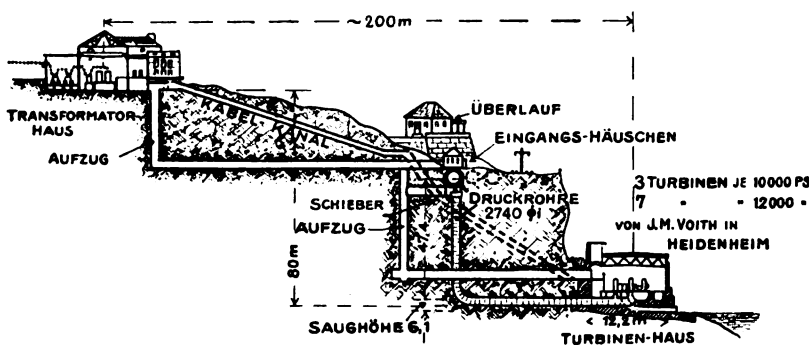 ~200m
TRANSFORMATOR
HAUS
AUFZUG
KABEL-KANAL
80m
ÜBERLAUF
EINGANGS-HÄUSCHEN
SCHIEBER
AUFZUG
DRUCKROHRE
2740 ϕi
3 TURBINEN JE 10000 PS
7 " " 12000 "
VON J.M. VOITH IN
HEIDENHEIM
SAUGHÖHE 6,1
< 12,2m >
TURBINEN-HAUS